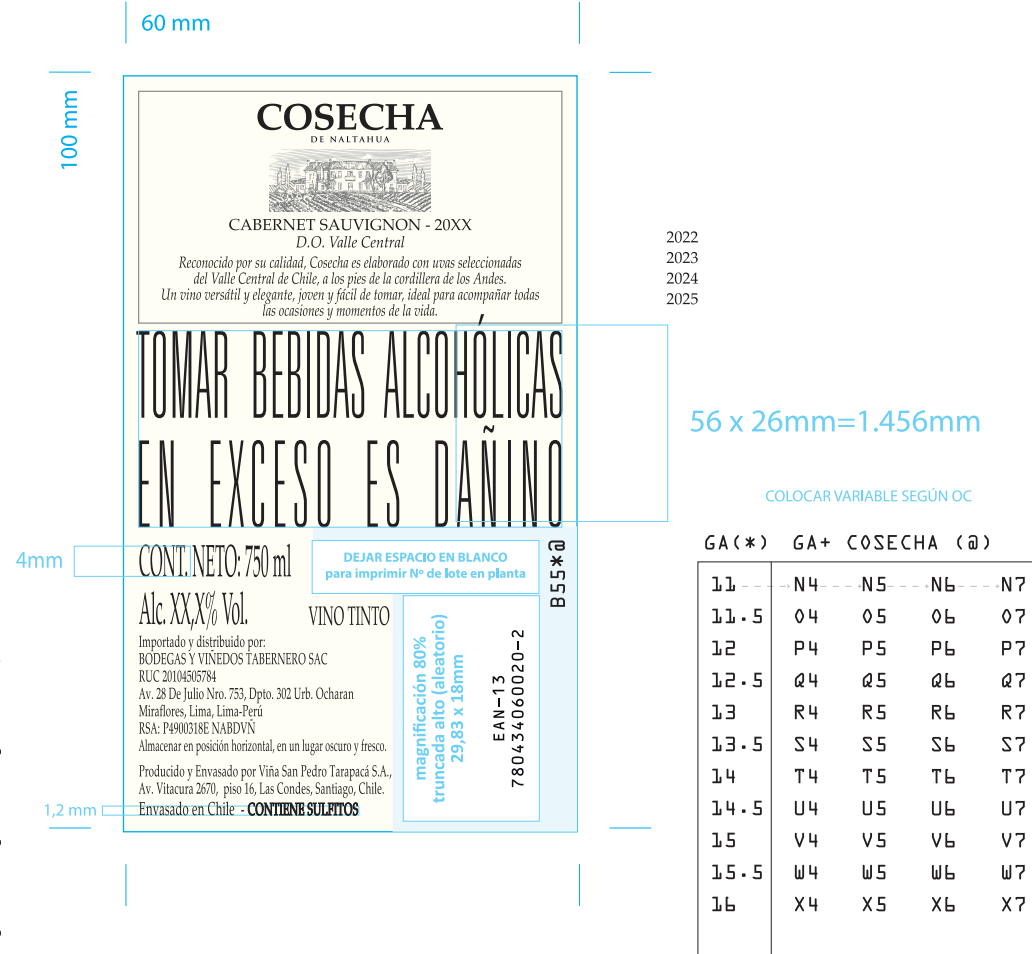 60 mm
100 mm
COSECHA
DE NALTAHUA
CABERNET SAUVIGNON - 20XX
D.O. Valle Central
Reconocido por su calidad, Cosecha es elaborado con uvas seleccionadas
del Valle Central de Chile, a los pies de la cordillera de los Andes.
Un vino versátil y elegante, joven y fácil de tomar, ideal para acompañar todas
las ocasiones y momentos de la vida.
TOMAR BEBIDAS ALCOHÓLICAS
EN EXCESO ES DAÑINO
4mm
CONT. NETO: 750 ml
Alc. XX,X% Vol.
VINO TINTO
Importado y distribuido por:
BODEGAS Y VIÑEDOS TABERNERO SAC
RUC 20104505784
Av. 28 De Julio Nro. 753, Dpto. 302 Urb. Ocharan
Miraflores, Lima, Lima-Perú
RSA: P4900318E NABDVÑ
Almacenar en posición horizontal, en un lugar oscuro y fresco.
Producido y Envasado por Viña San Pedro Tarapacá S.A.,
Av. Vitacura 2670, piso 16, Las Condes, Santiago, Chile.
1,2 mm
Envasado en Chile - CONTIENE SULFITOS
DEJAR ESPACIO EN BLANCO
para imprimir Nº de lote en planta
B55*@
magnificación 80%
truncada alto (aleatorio)
29,83 x 18mm
EAN-13
7804340600020-2
2022
2023
2024
2025
56 x 26mm=1.456mm
COLOCAR VARIABLE SEGÚN OC
GA(*) GA+ COSECHA (@)
11 N4 N5 N6 N7
11.5 O4 O5 O6 O7
12 P4 P5 P6 P7
12.5 Q4 Q5 Q6 Q7
13 R4 R5 R6 R7
13.5 S4 S5 S6 S7
14 T4 T5 T6 T7
14.5 U4 U5 U6 U7
15 V4 V5 V6 V7
15.5 W4 W5 W6 W7
16 X4 X5 X6 X7